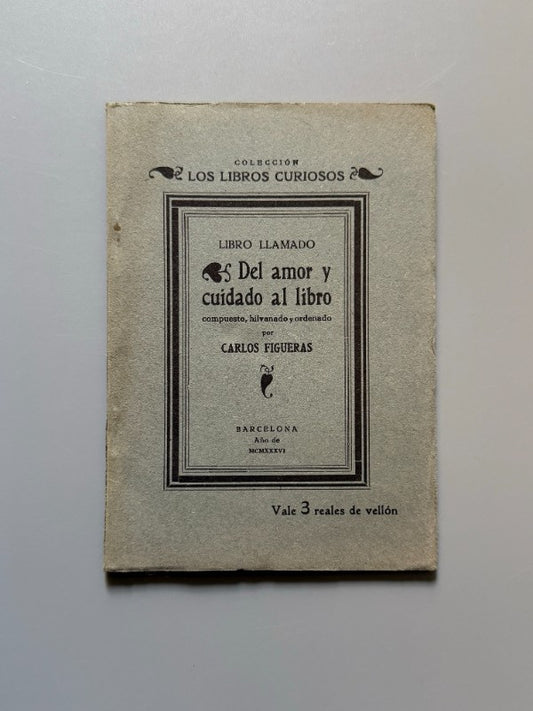 COLECCIÓN
LOS LIBROS CURIOSOS
LIBRO LLAMADO
Del amor y
cuidado al libro
compuesto, hilvanado y ordenado
por
CARLOS FIGUERAS
BARCELONA
Año de
MCMXXXVI
Vale 3 reales de vellón